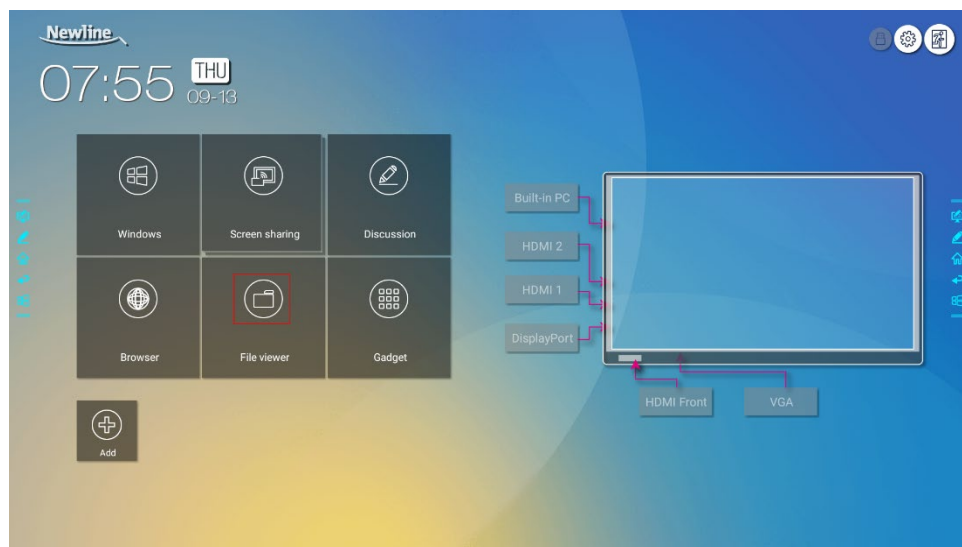 Newline
07:55
THU
09-13
Windows
Screen sharing
Discussion
Browser
File viewer
Gadget
Add
Built-in PC
HDMI 2
HDMI 1
DisplayPort
HDMI Front
VGA